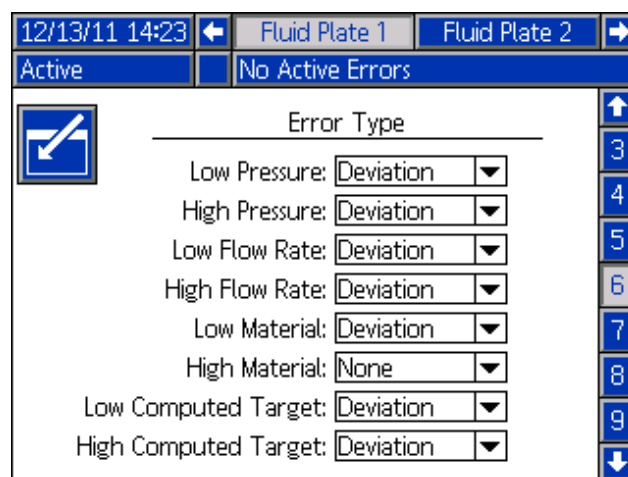 12/13/11 14:23 Fluid Plate 1 Fluid Plate 2
Active No Active Errors
Error Type
3
Low Pressure: Deviation
4
High Pressure: Deviation
5
Low Flow Rate: Deviation
6
High Flow Rate: Deviation
7
Low Material: Deviation
8
High Material: None
9
Low Computed Target: Deviation
High Computed Target: Deviation